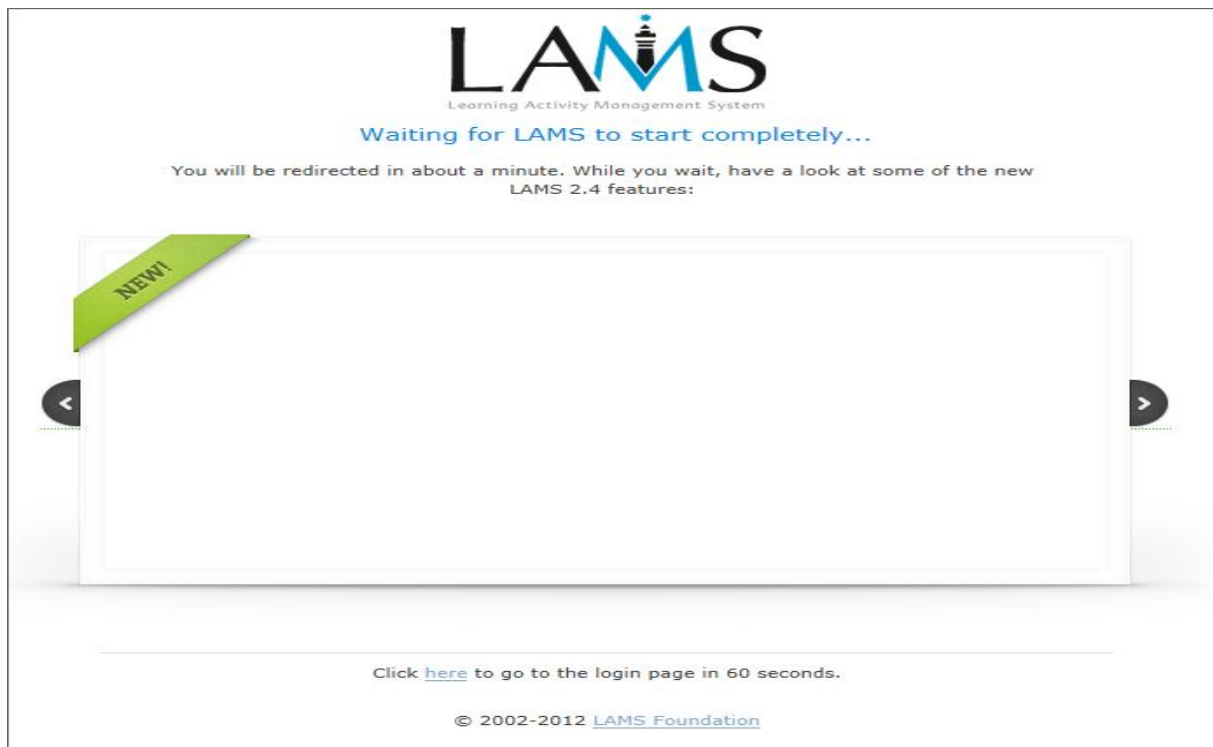 LAMS
Learning Activity Management System
Waiting for LAMS to start completely...
You will be redirected in about a minute. While you wait, have a look at some of the new
LAMS 2.4 features:
NEW!
Click here to go to the login page in 60 seconds.
© 2002-2012 LAMS Foundation